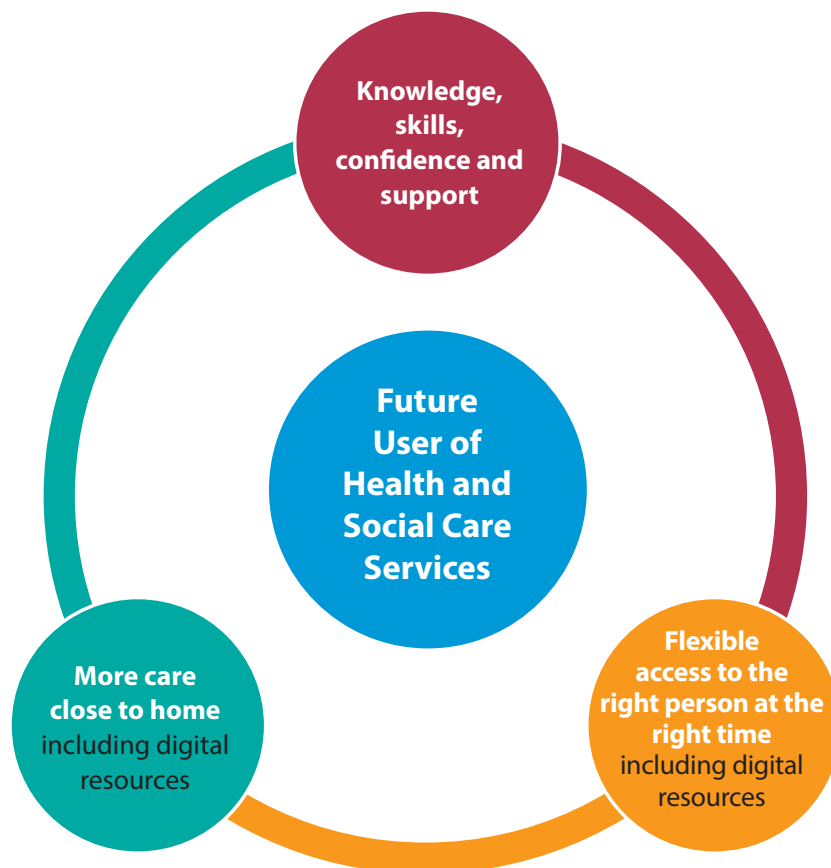 Knowledge,
skills,
confidence and
support
Future
User of
Health and
Social Care
Services
More care
close to home
including digital
resources
Flexible
access to the
right person at the
right time
including digital
resources